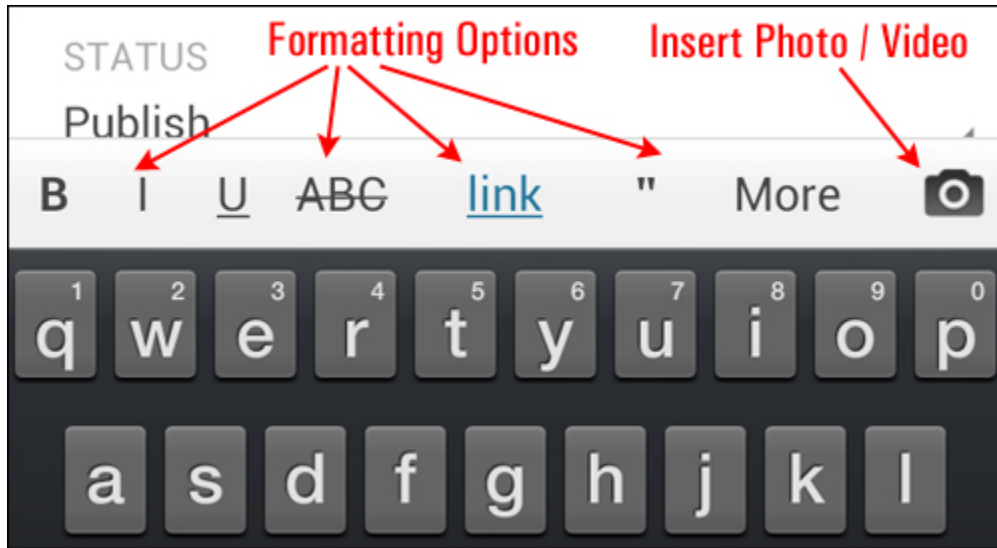 STATUS Formatting Options Insert Photo / Video
Publish
B I U ABC link " More
1 2 3 4 5 6 7 8 9 0
q w e r t y u i o p
a s d f g h j k l